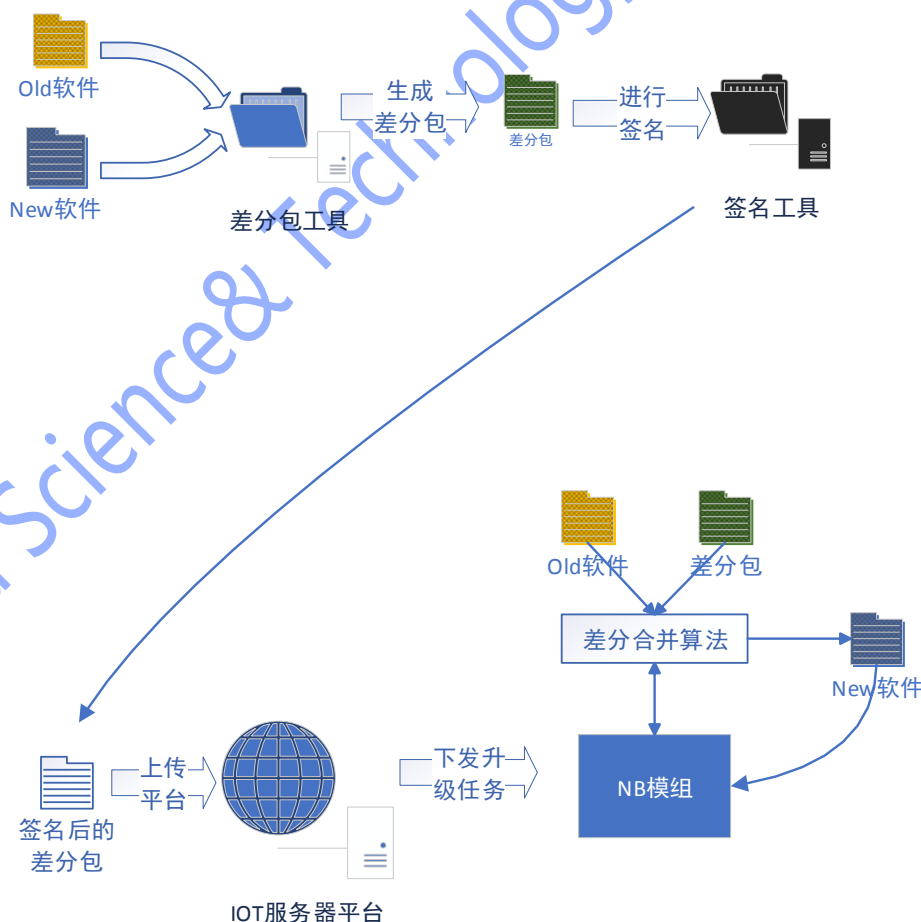 Old软件
New软件
差分包工具
生成
差分包
差分包
进行
签名
签名工具
Science& Technolog
Old软件
差分包
差分合并算法
New软件
NB模组
签名后的
差分包
上传
平台
IOT服务器平台
下发升
级任务